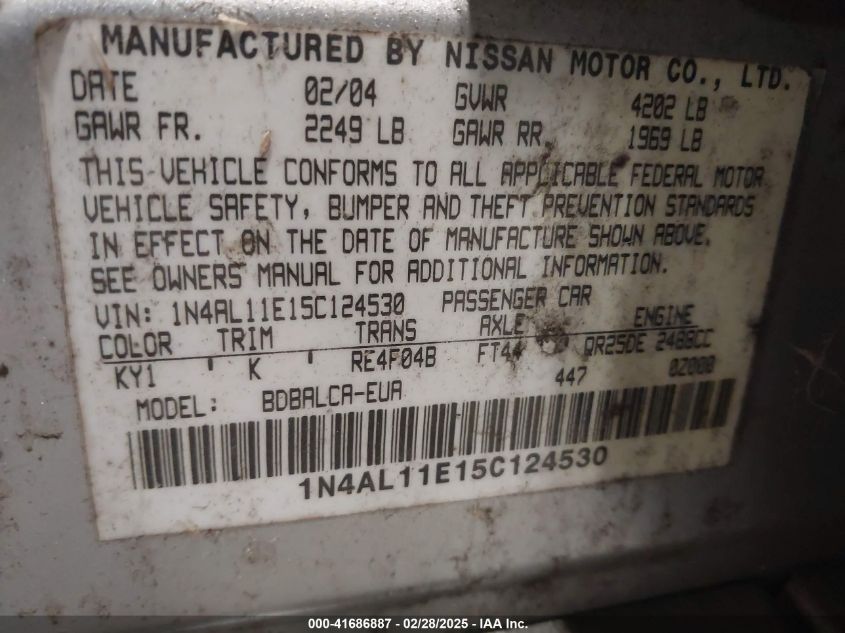 MANUFACTURED BY NISSAN MOTOR CO., LTD.
DATE 02/04 GVWR 4202 LB
GAWR FR. 2249 LB GAWR RR. 1969 LB
THIS VEHICLE CONFORMS TO ALL APPLICABLE FEDERAL MOTOR
VEHICLE SAFETY, BUMPER AND THEFT PREVENTION STANDARDS
IN EFFECT ON THE DATE OF MANUFACTURE SHOWN ABOVE.
SEE OWNERS MANUAL FOR ADDITIONAL INFORMATION.
VIN: 1N4AL11E15C124530 PASSENGER CAR
COLOR TRIM TRANS AXLE ENGINE
KY1 K RE4F04B FT44 QR25DE 2488CC
MODEL: BDBALCA-EUA 447 02000
1N4AL11E15C124530
000-41686887 - 02/28/2025 - IAA Inc.